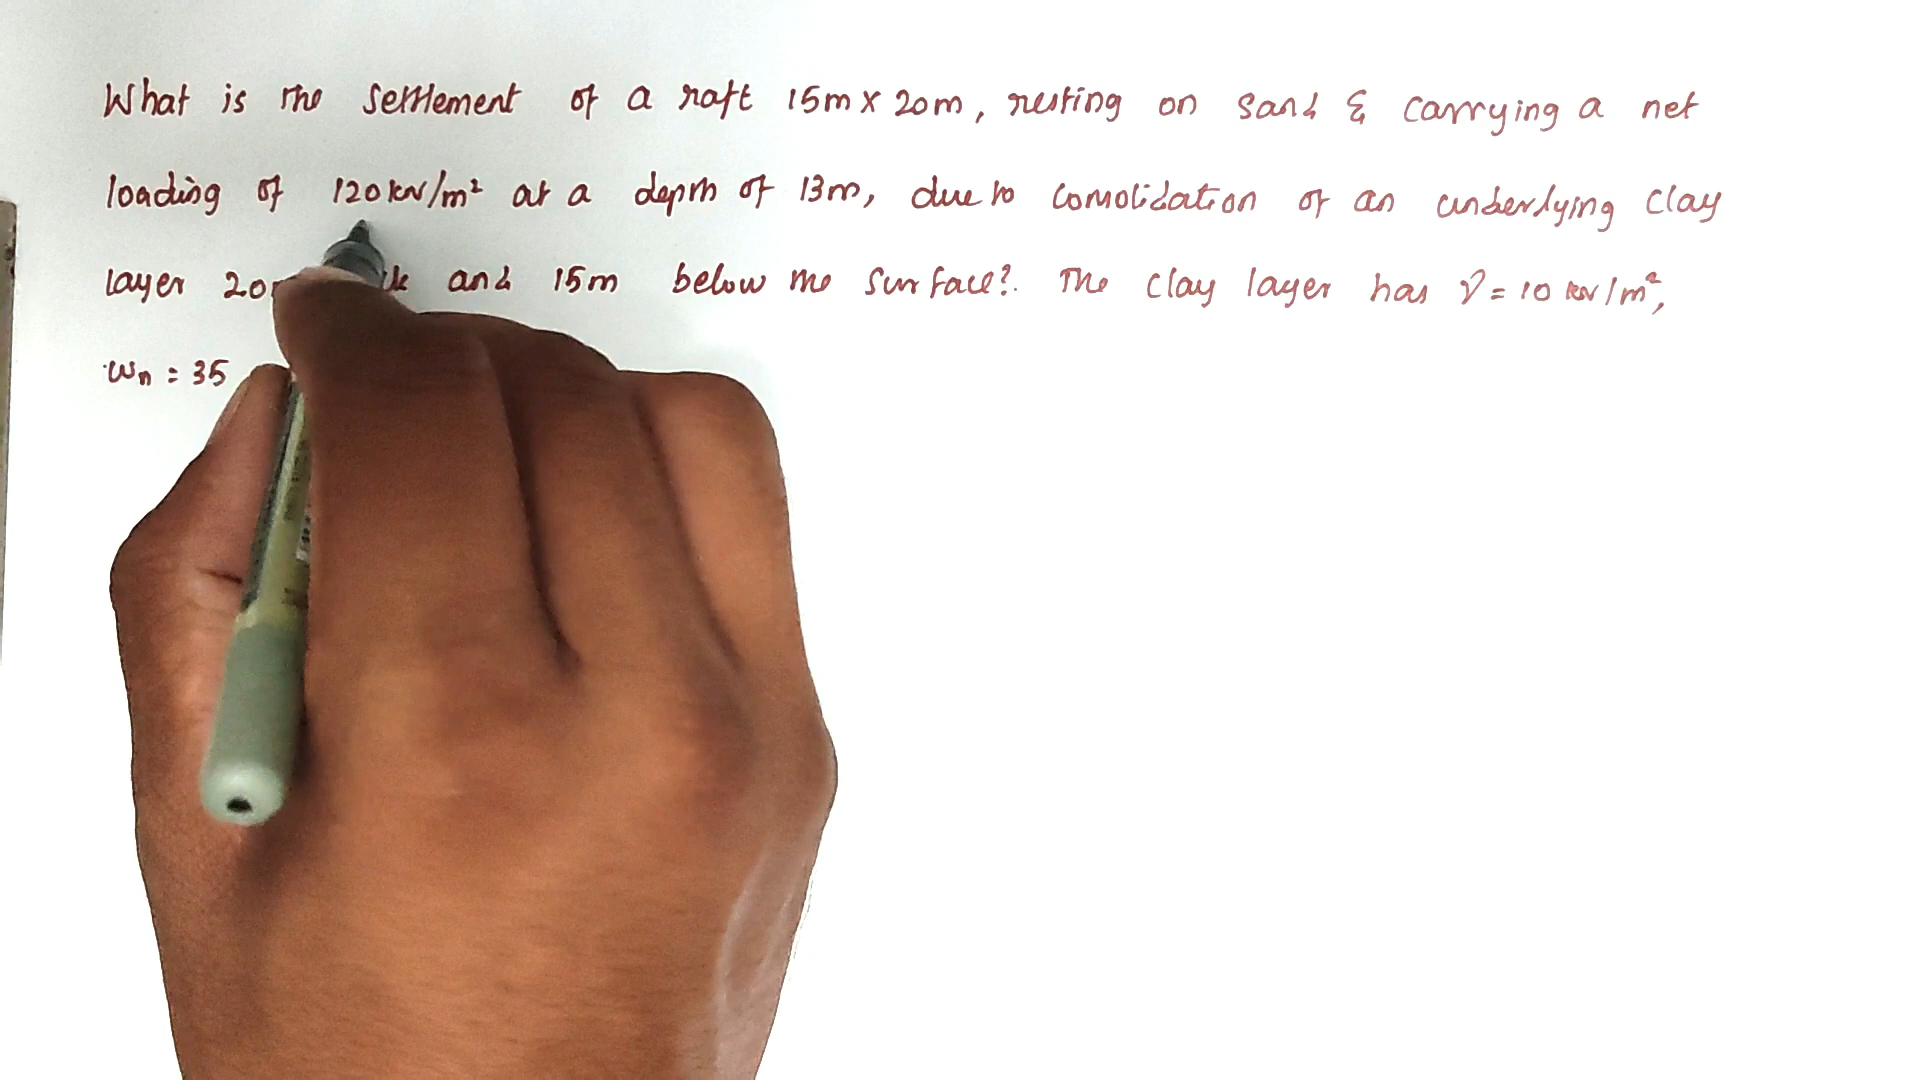 What is the settlement of a raft 15m x 20m, resting on sand & carrying a net
loading of 120 kN/m² at a depth of 13m, due to consolidation of an underlying clay
layer 20 and 15m below the surface?. The clay layer has γ = 10 kN/m²,
wn = 35